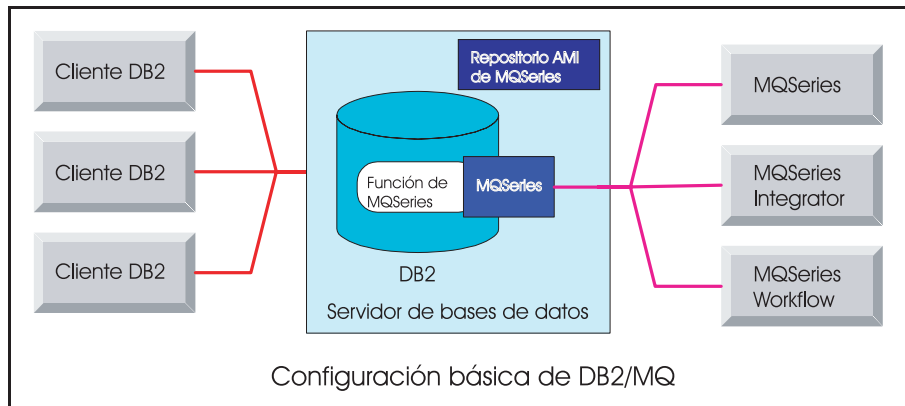 Cliente DB2
Cliente DB2
Cliente DB2
Repositorio AMI
de MQSeries
Función de
MQSeries
MQSeries
DB2
Servidor de bases de datos
MQSeries
MQSeries
Integrator
MQSeries
Workflow
Configuración básica de DB2/MQ